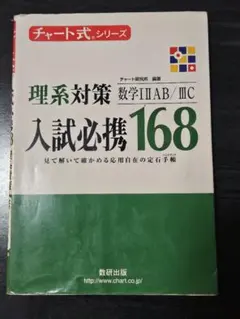 チャート式®シリーズ
チャート研究所 編著
理系対策 数学ⅠⅡAB/ⅢC
入試必携168
見て解いて確かめる応用自在の定石手帳
数研出版
http://www.chart.co.jp/